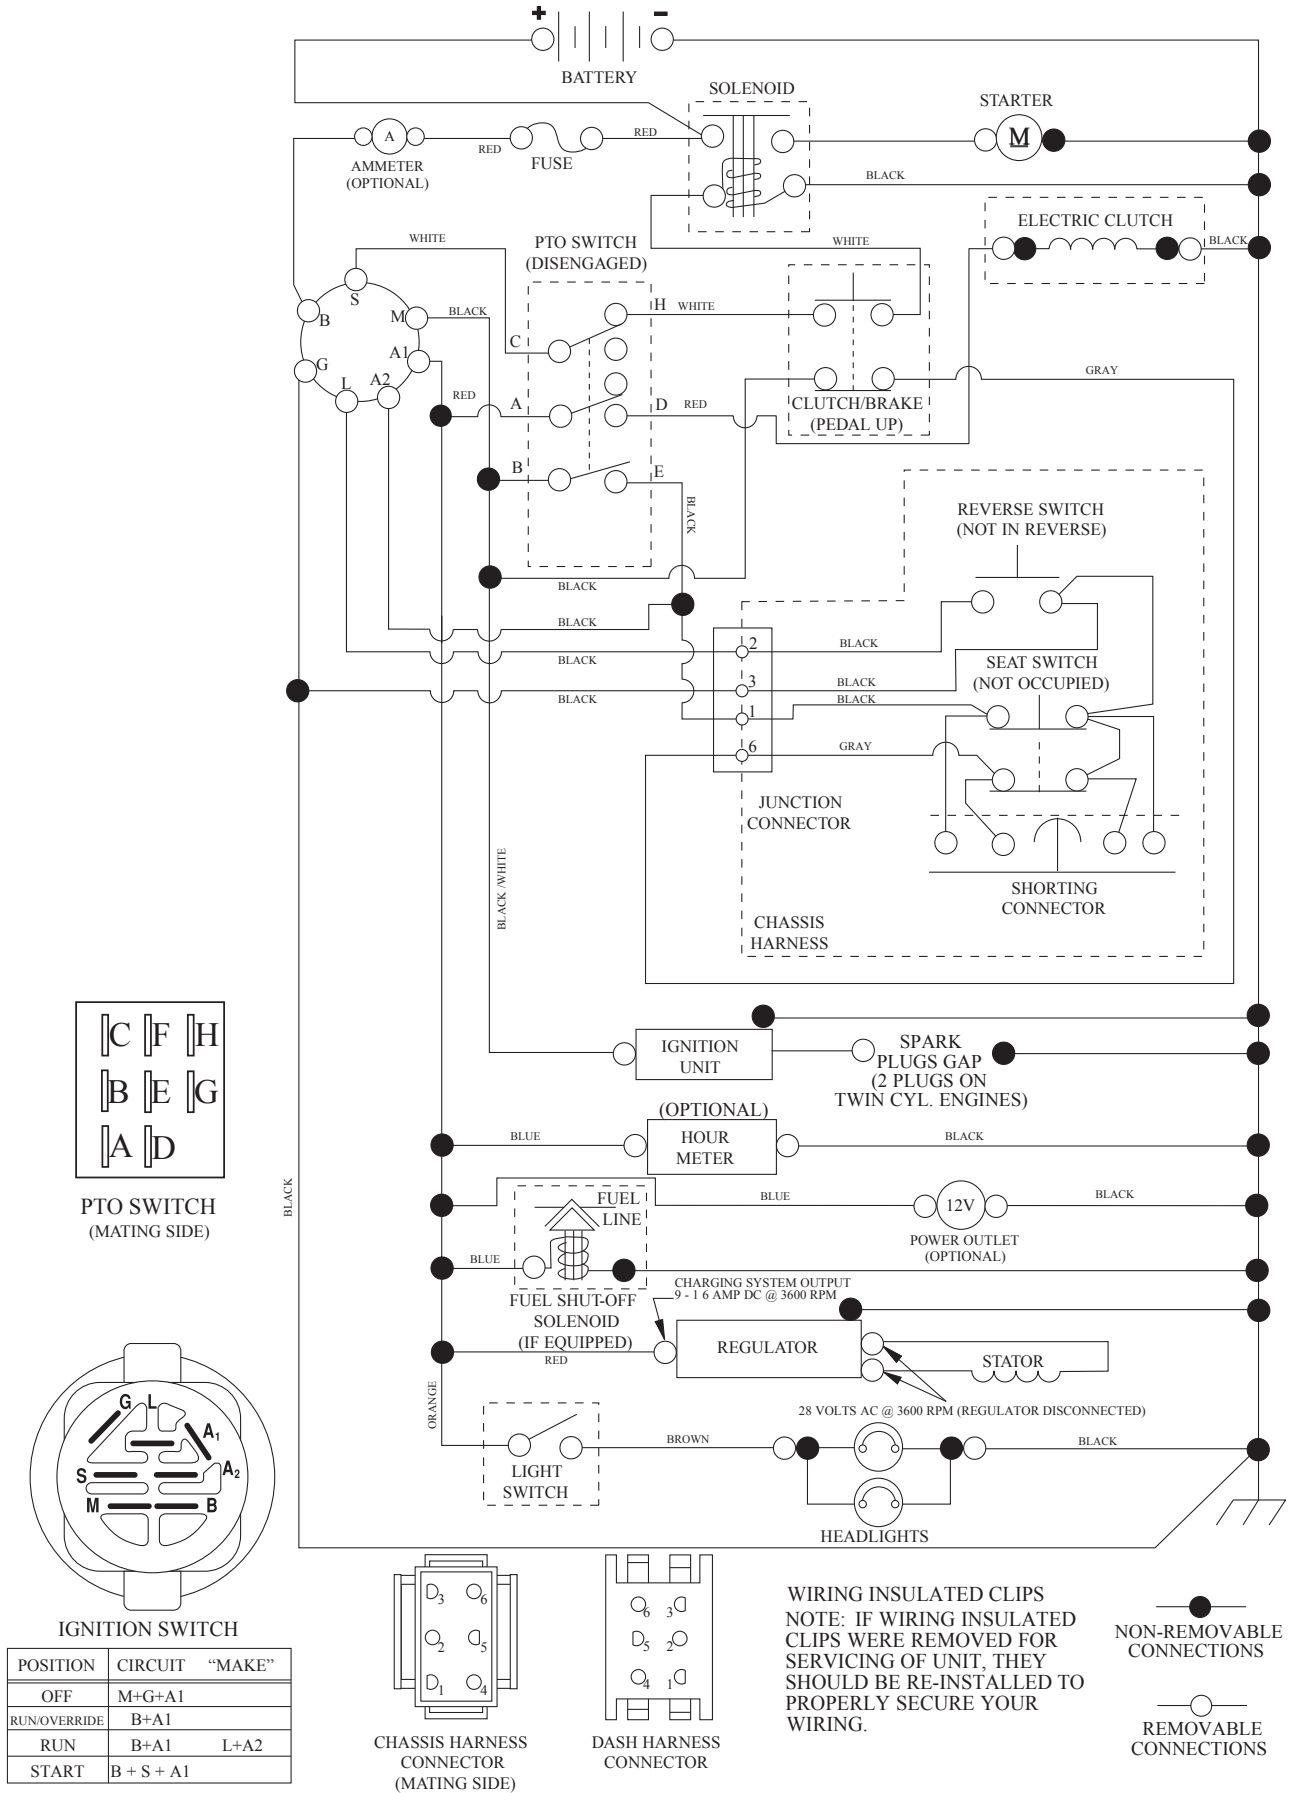 + -
BATTERY
SOLENOID
STARTER
A
RED
FUSE
RED
M
AMMETER
(OPTIONAL)
BLACK
ELECTRIC CLUTCH
WHITE
PTO SWITCH
(DISENGAGED)
WHITE
BLACK
S
B
M
BLACK
H
WHITE
C
A1
G
L
A2
GRAY
RED
A
D
RED
CLUTCH/BRAKE
(PEDAL UP)
B
E
BLACK
REVERSE SWITCH
(NOT IN REVERSE)
BLACK
BLACK
2
BLACK
BLACK
SEAT SWITCH
(NOT OCCUPIED)
3
BLACK
BLACK
BLACK
1
6
GRAY
JUNCTION
CONNECTOR
BLACK /WHITE
SHORTING
CONNECTOR
CHASSIS
HARNESS
C F H
B E G
A D
PTO SWITCH
(MATING SIDE)
BLACK
IGNITION
UNIT
SPARK
PLUGS GAP
(2 PLUGS ON
TWIN CYL. ENGINES)
(OPTIONAL)
HOUR
METER
BLUE
BLACK
FUEL
LINE
BLUE
12V
BLACK
POWER OUTLET
(OPTIONAL)
BLUE
CHARGING SYSTEM OUTPUT
9 - 1 6 AMP DC @ 3600 RPM
FUEL SHUT-OFF
SOLENOID
(IF EQUIPPED)
RED
REGULATOR
STATOR
ORANGE
28 VOLTS AC @ 3600 RPM (REGULATOR DISCONNECTED)
BROWN
BLACK
LIGHT
SWITCH
HEADLIGHTS
G L
A1
S
A2
M
B
IGNITION SWITCH
POSITION CIRCUIT “MAKE”
OFF M+G+A1
RUN/OVERRIDE B+A1
RUN B+A1 L+A2
START B + S + A1
3 6
2 5
1 4
CHASSIS HARNESS
CONNECTOR
(MATING SIDE)
6 3
5 2
4 1
DASH HARNESS
CONNECTOR
WIRING INSULATED CLIPS
NOTE: IF WIRING INSULATED
CLIPS WERE REMOVED FOR
SERVICING OF UNIT, THEY
SHOULD BE RE-INSTALLED TO
PROPERLY SECURE YOUR
WIRING.
NON-REMOVABLE
CONNECTIONS
REMOVABLE
CONNECTIONS